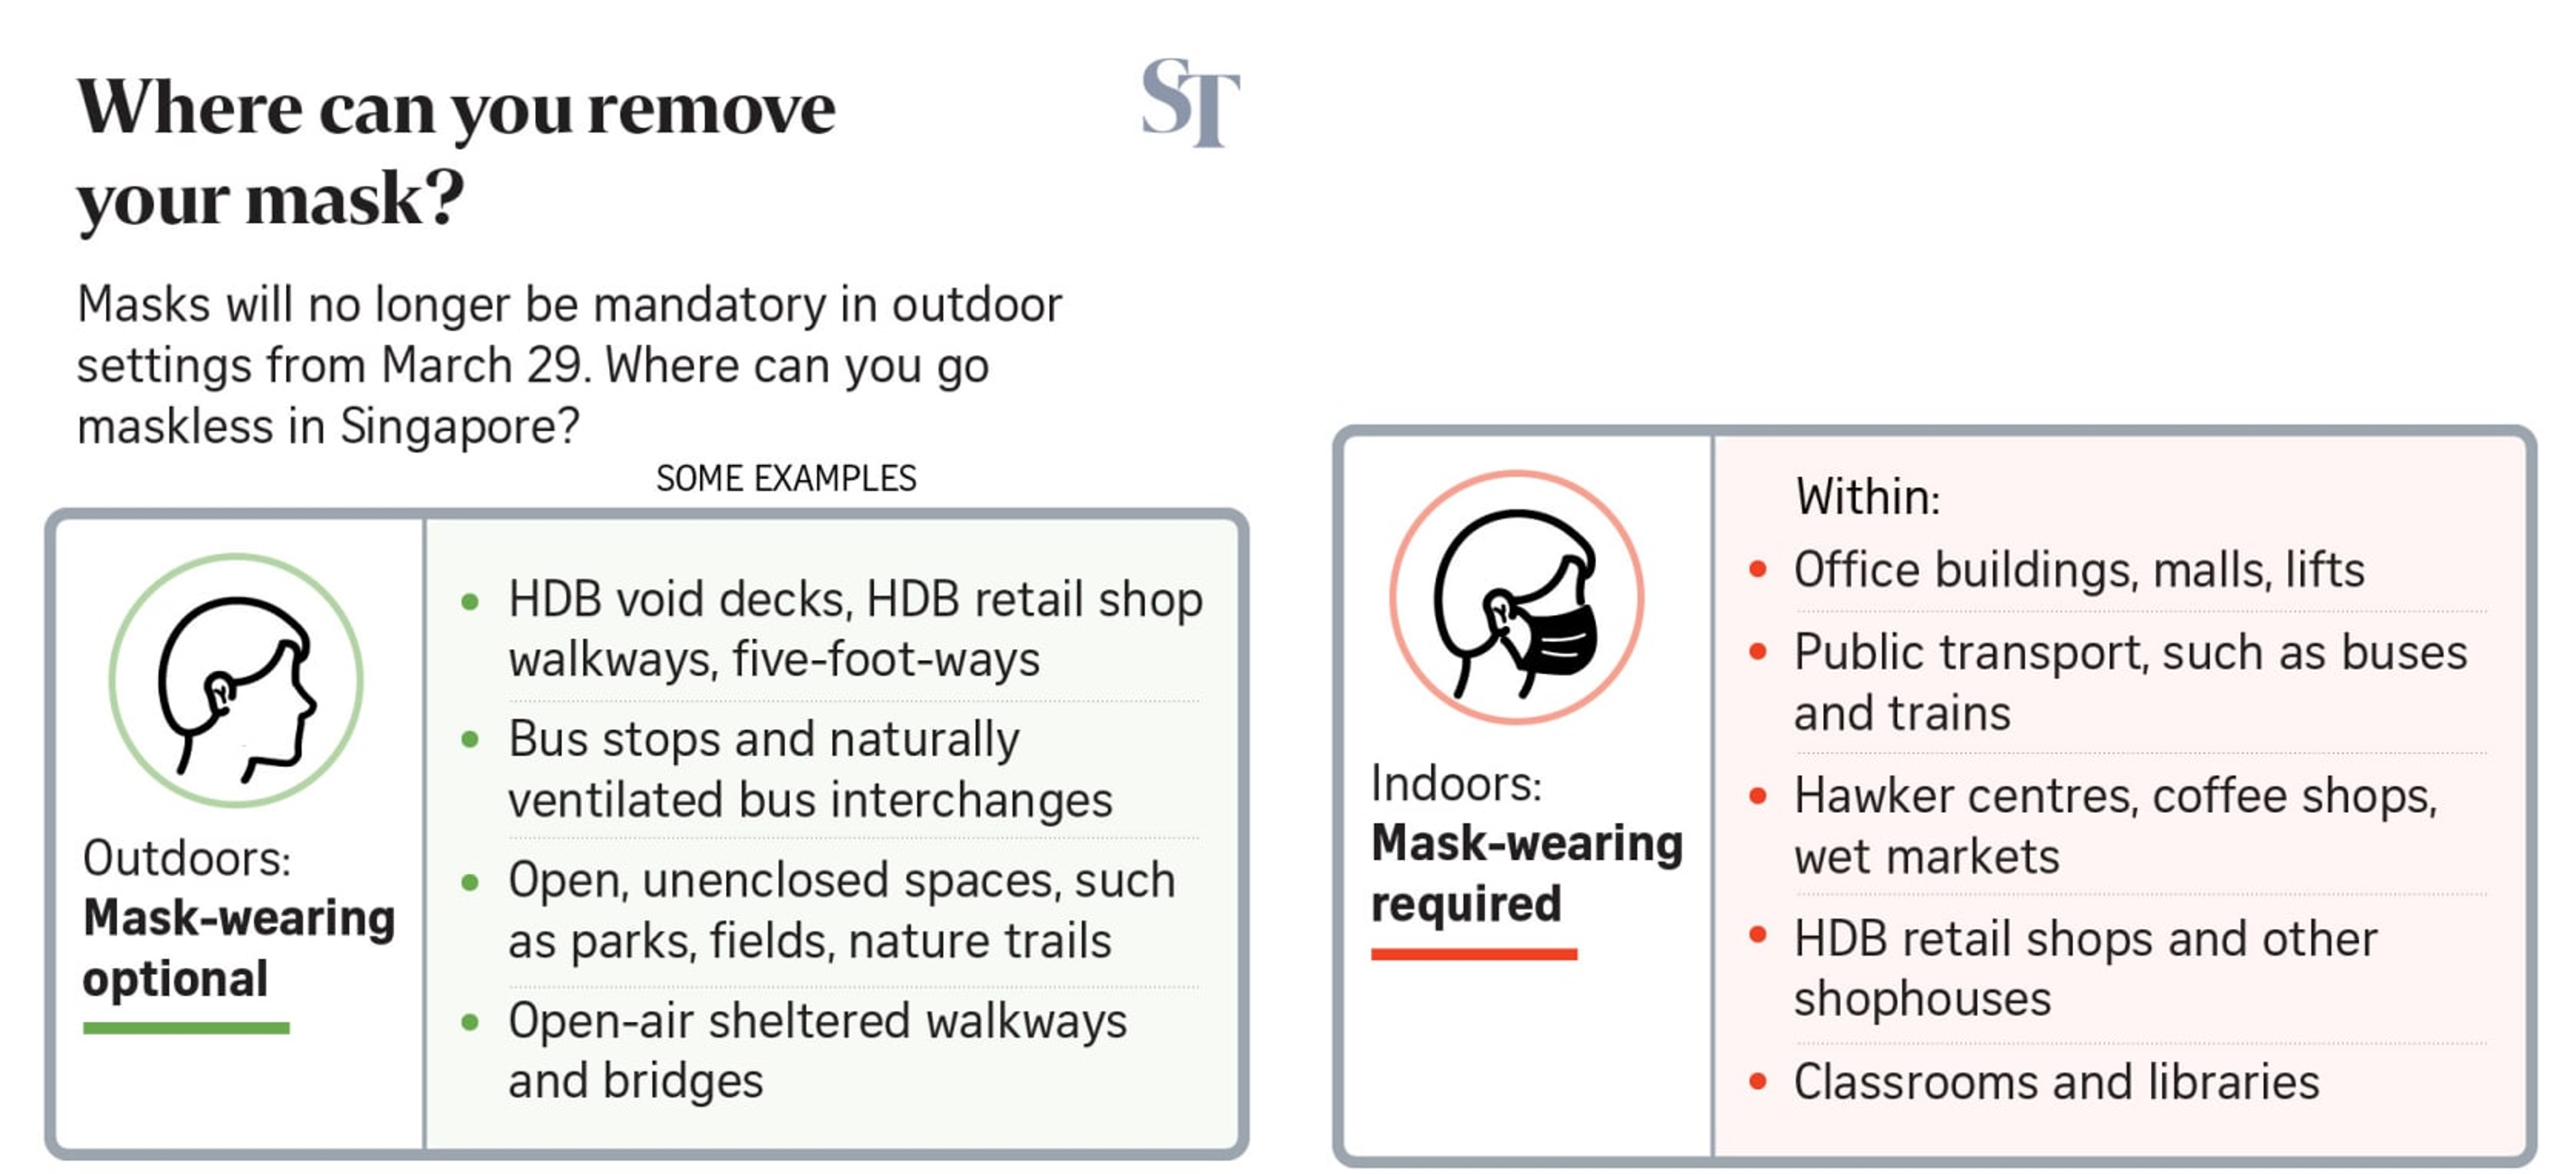 Where can you remove
your mask?
ST
Masks will no longer be mandatory in outdoor
settings from March 29. Where can you go
maskless in Singapore?
SOME EXAMPLES
Outdoors:
Mask-wearing
optional
• HDB void decks, HDB retail shop
walkways, five-foot-ways
• Bus stops and naturally
ventilated bus interchanges
• Open, unenclosed spaces, such
as parks, fields, nature trails
• Open-air sheltered walkways
and bridges
Indoors:
Mask-wearing
required
Within:
• Office buildings, malls, lifts
• Public transport, such as buses
and trains
• Hawker centres, coffee shops,
wet markets
• HDB retail shops and other
shophouses
• Classrooms and libraries